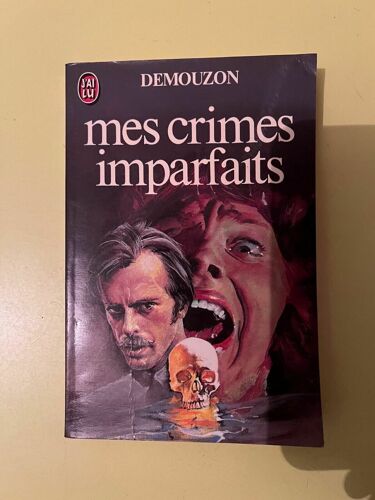 J'AI
LU
DEMOUZON
mes crimes
imparfaits